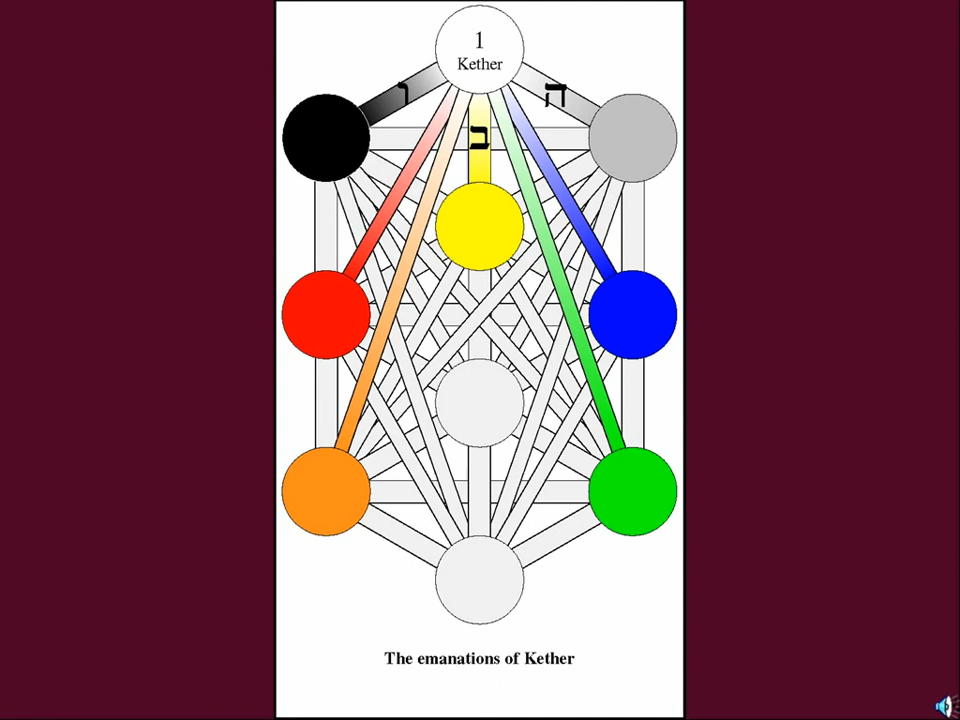 1
Kether
ו
ה
ב
The emanations of Kether